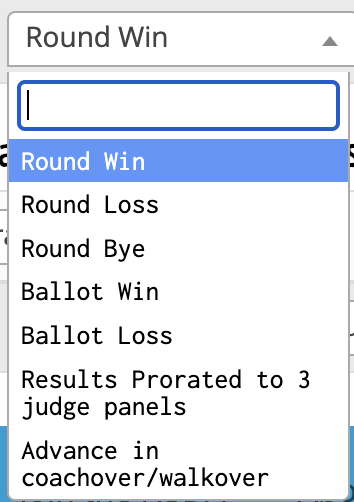 Round Win
Round Win
Round Loss
Round Bye
Ballot Win
Ballot Loss
Results Prorated to 3
judge panels
Advance in
coachover/walkover